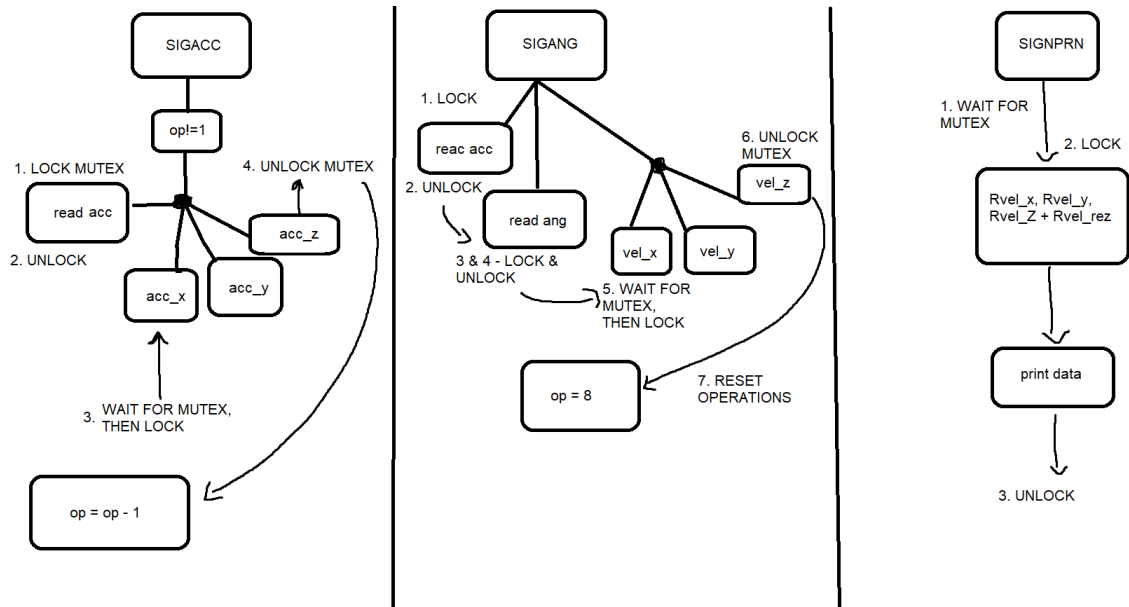 SIGACC
op!=1
1. LOCK MUTEX
4. UNLOCK MUTEX
read acc
acc_z
2. UNLOCK
acc_x
acc_y
3. WAIT FOR MUTEX,
THEN LOCK
op = op - 1
SIGANG
1. LOCK
reac acc
6. UNLOCK
MUTEX
vel_z
2. UNLOCK
read ang
vel_x
vel_y
3 & 4 - LOCK &
UNLOCK
5. WAIT FOR
MUTEX,
THEN LOCK
op = 8
7. RESET
OPERATIONS
SIGNPRN
1. WAIT FOR
MUTEX
2. LOCK
Rvel_x, Rvel_y,
Rvel_Z + Rvel_rez
print data
3. UNLOCK